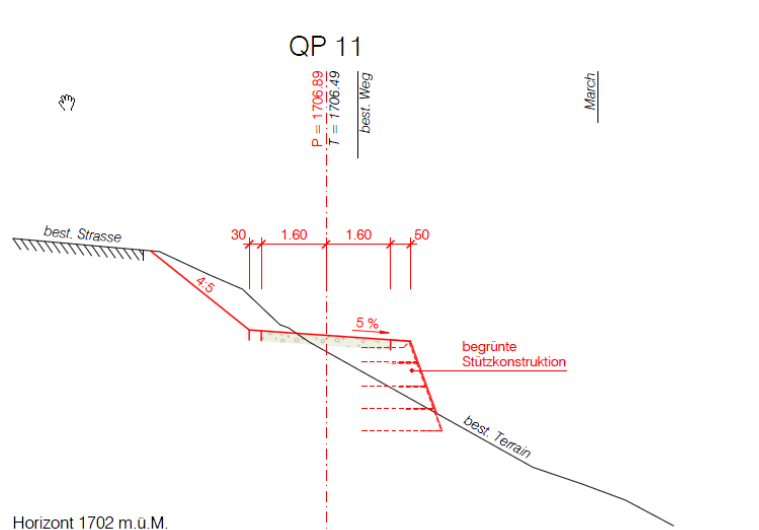 QP 11
P = 1706.89
T = 1706.49
best. Weg
March
best. Strasse
30
1.60
1.60
50
4:5
5 %
begrünte
Stützkonstruktion
best. Terrain
Horizont 1702 m.ü.M.